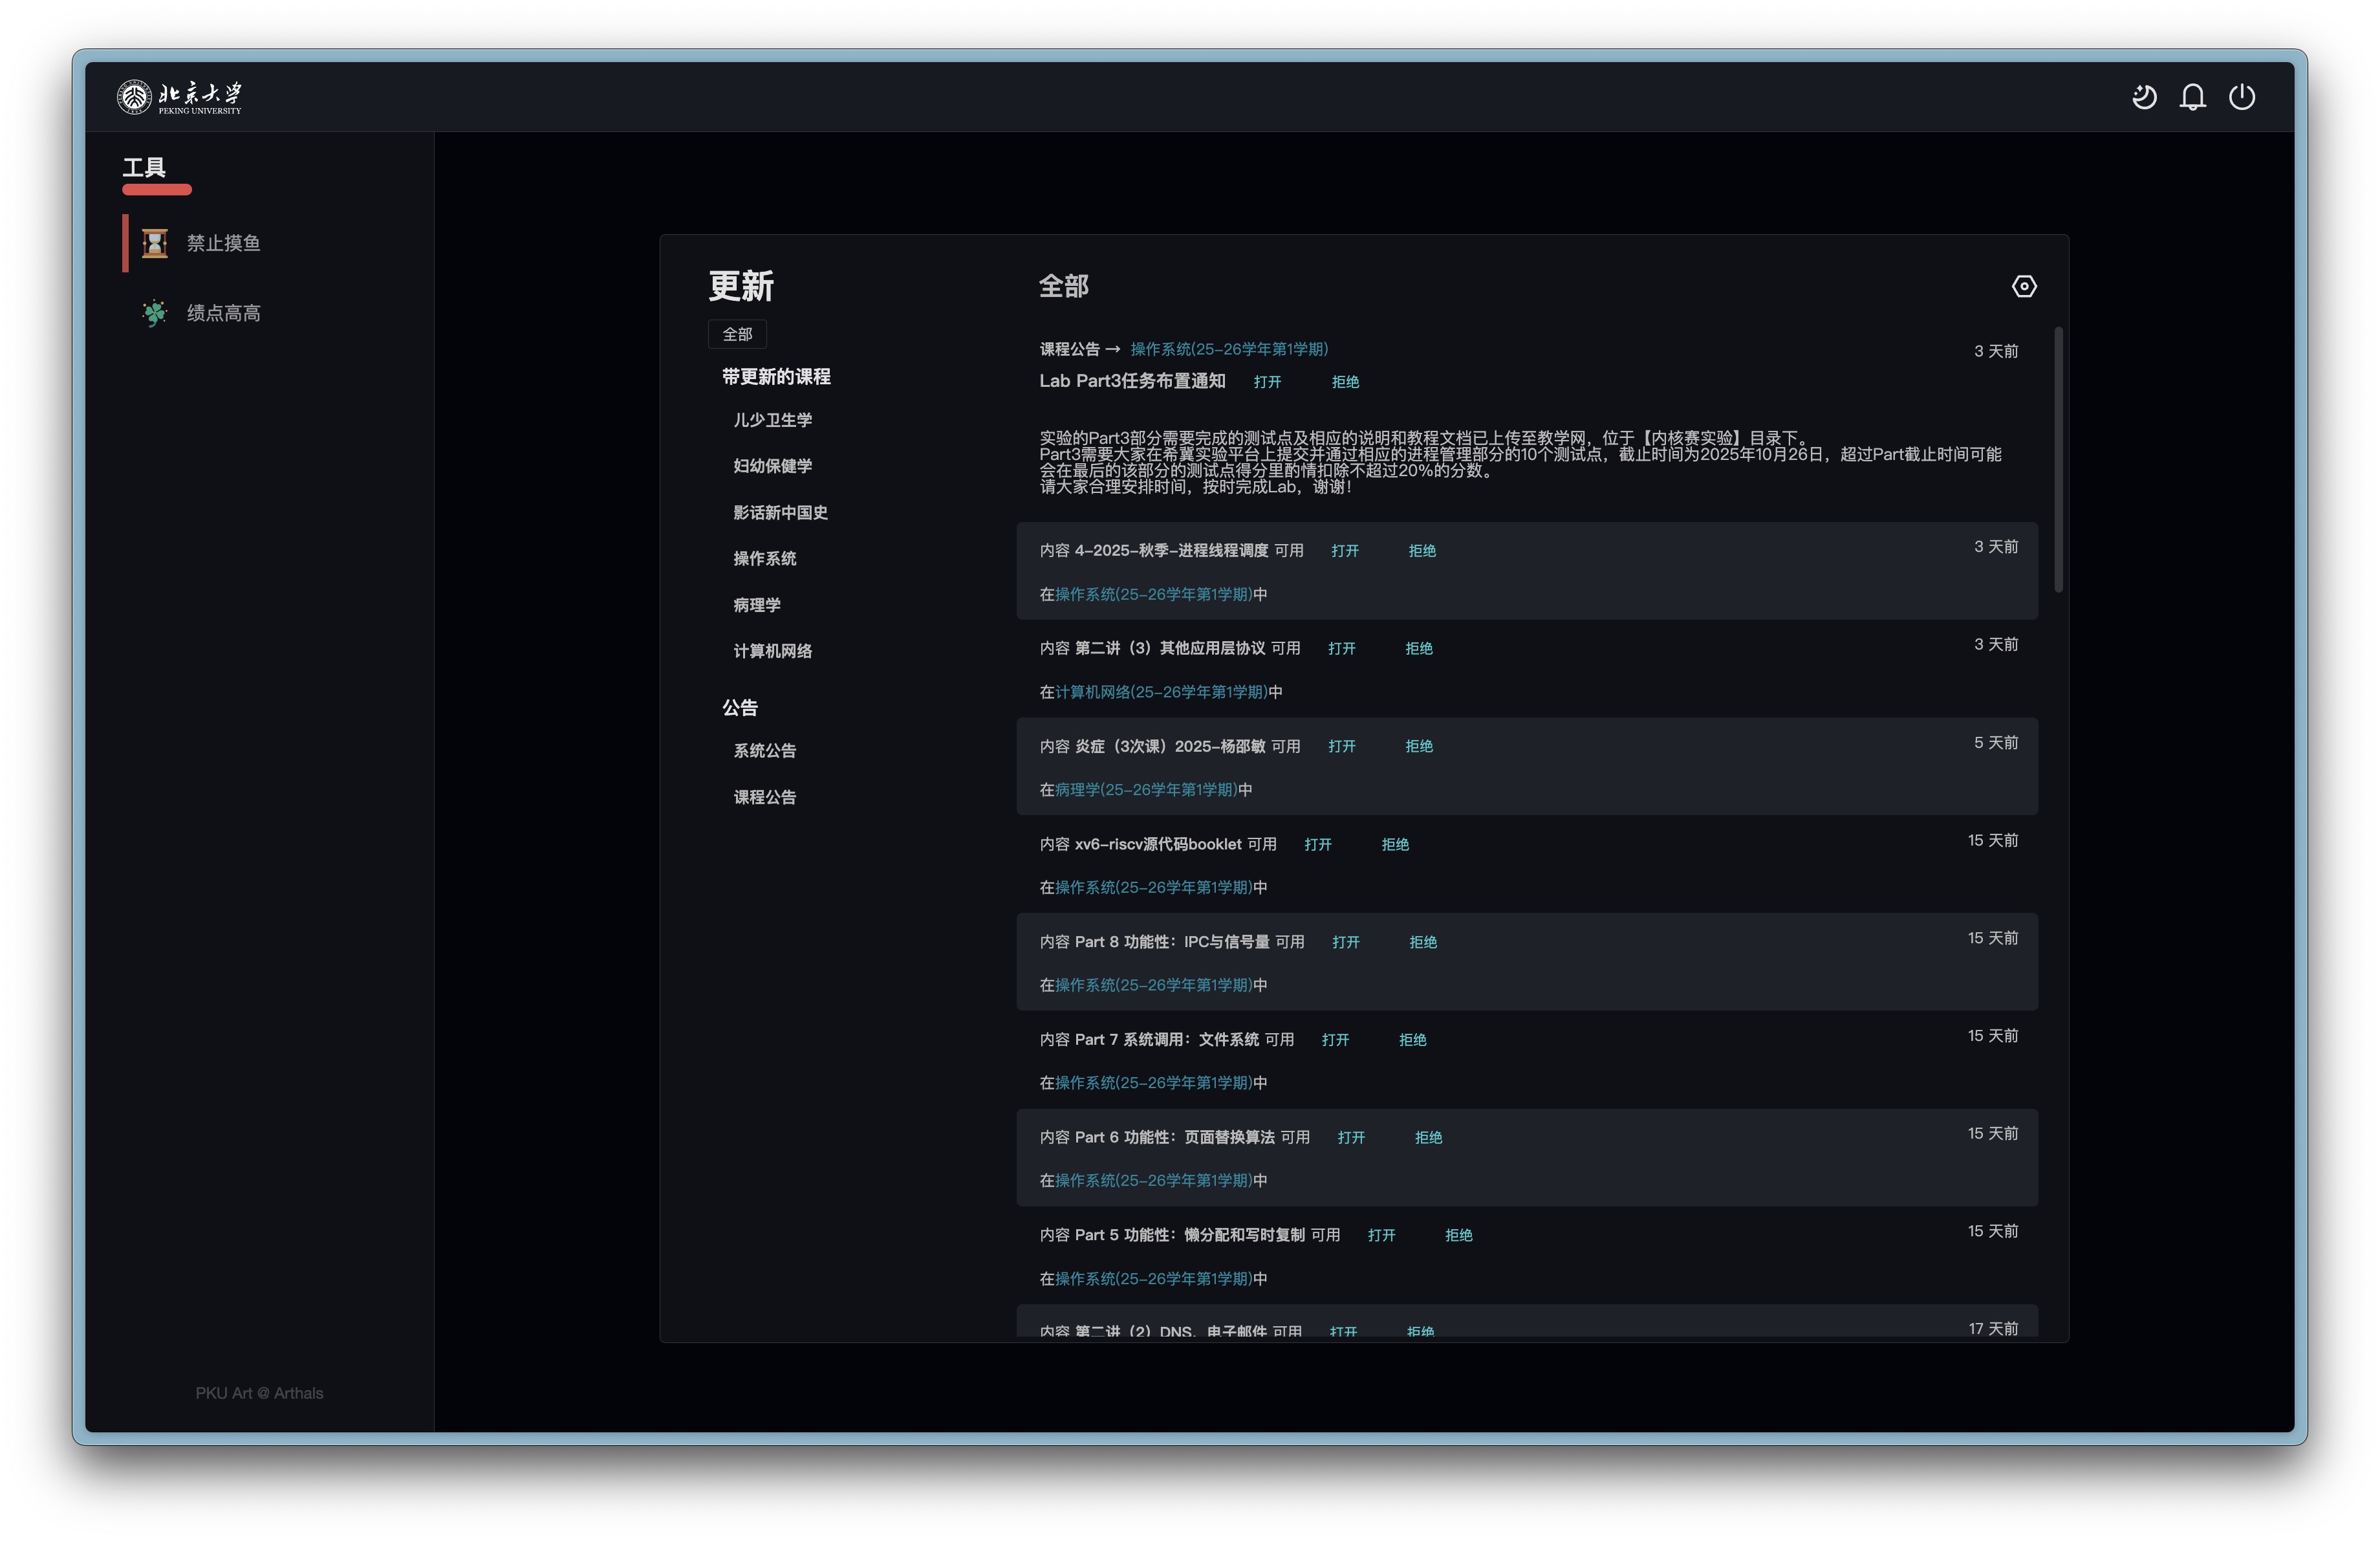 北京大学
PEKING UNIVERSITY
工具
禁止摸鱼
绩点高高
PKU Art @ Arthals
更新
全部
带更新的课程
儿少卫生学
妇幼保健学
影话新中国史
操作系统
病理学
计算机网络
公告
系统公告
课程公告
全部
课程公告 → 操作系统(25-26学年第1学期) 3 天前
Lab Part3任务布置通知 打开 拒绝
实验的Part3部分需要完成的测试点及相应的说明和教程文档已上传至教学网，位于【内核赛实验】目录下。
Part3需要大家在希冀实验平台上提交并通过相应的进程管理部分的10个测试点，截止时间为2025年10月26日，超过Part截止时间可能
会在最后的该部分的测试点得分里酌情扣除不超过20%的分数。
请大家合理安排时间，按时完成Lab，谢谢！
内容 4-2025-秋季-进程线程调度 可用 打开 拒绝 3 天前
在操作系统(25-26学年第1学期)中
内容 第二讲（3）其他应用层协议 可用 打开 拒绝 3 天前
在计算机网络(25-26学年第1学期)中
内容 炎症（3次课）2025-杨邵敏 可用 打开 拒绝 5 天前
在病理学(25-26学年第1学期)中
内容 xv6-riscv源代码booklet 可用 打开 拒绝 15 天前
在操作系统(25-26学年第1学期)中
内容 Part 8 功能性：IPC与信号量 可用 打开 拒绝 15 天前
在操作系统(25-26学年第1学期)中
内容 Part 7 系统调用：文件系统 可用 打开 拒绝 15 天前
在操作系统(25-26学年第1学期)中
内容 Part 6 功能性：页面替换算法 可用 打开 拒绝 15 天前
在操作系统(25-26学年第1学期)中
内容 Part 5 功能性：懒分配和写时复制 可用 打开 拒绝 15 天前
在操作系统(25-26学年第1学期)中
内容 第二讲（2）DNS、电子邮件 可用 打开 拒绝 17 天前